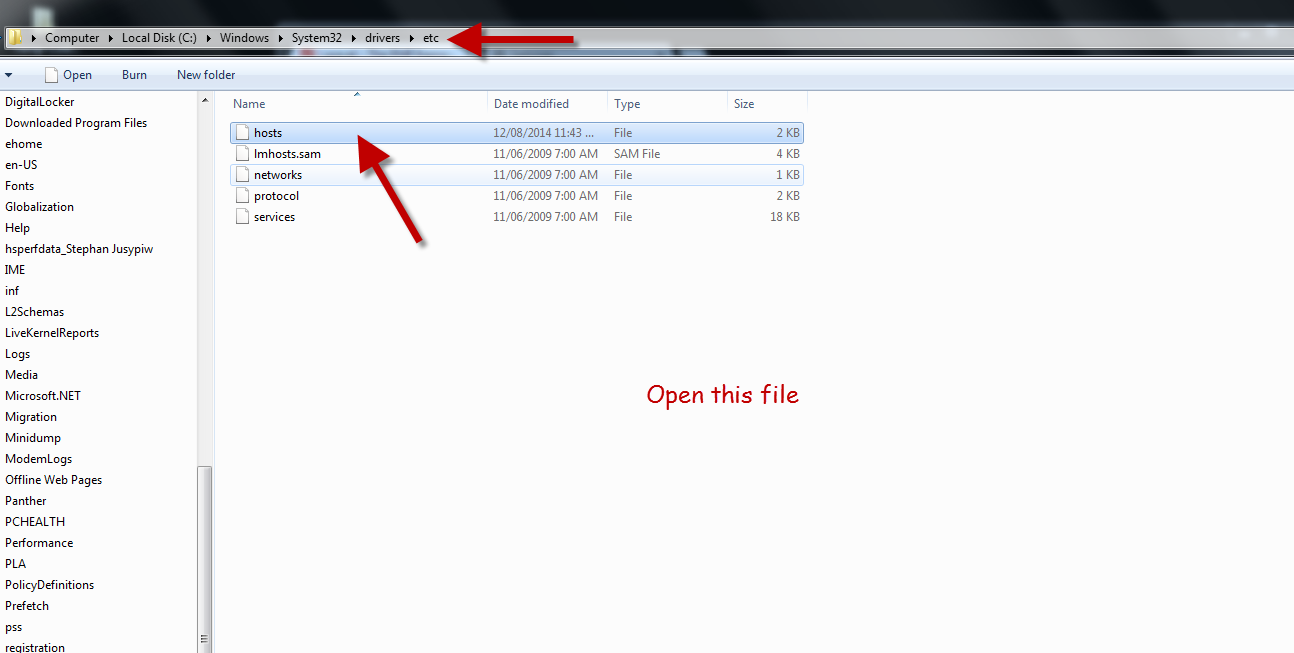 Computer Local Disk (C:) Windows System32 drivers etc
Open Burn New folder
DigitalLocker
Downloaded Program Files
ehome
en-US
Fonts
Globalization
Help
hsperfdata_Stephan Jusypiw
IME
inf
L2Schemas
LiveKernelReports
Logs
Media
Microsoft.NET
Migration
Minidump
ModemLogs
Offline Web Pages
Panther
PCHEALTH
Performance
PLA
PolicyDefinitions
Prefetch
pss
registration
Name Date modified Type Size
hosts 12/08/2014 11:43 ... File 2 KB
lmhosts.sam 11/06/2009 7:00 AM SAM File 4 KB
networks 11/06/2009 7:00 AM File 1 KB
protocol 11/06/2009 7:00 AM File 2 KB
services 11/06/2009 7:00 AM File 18 KB
Open this file